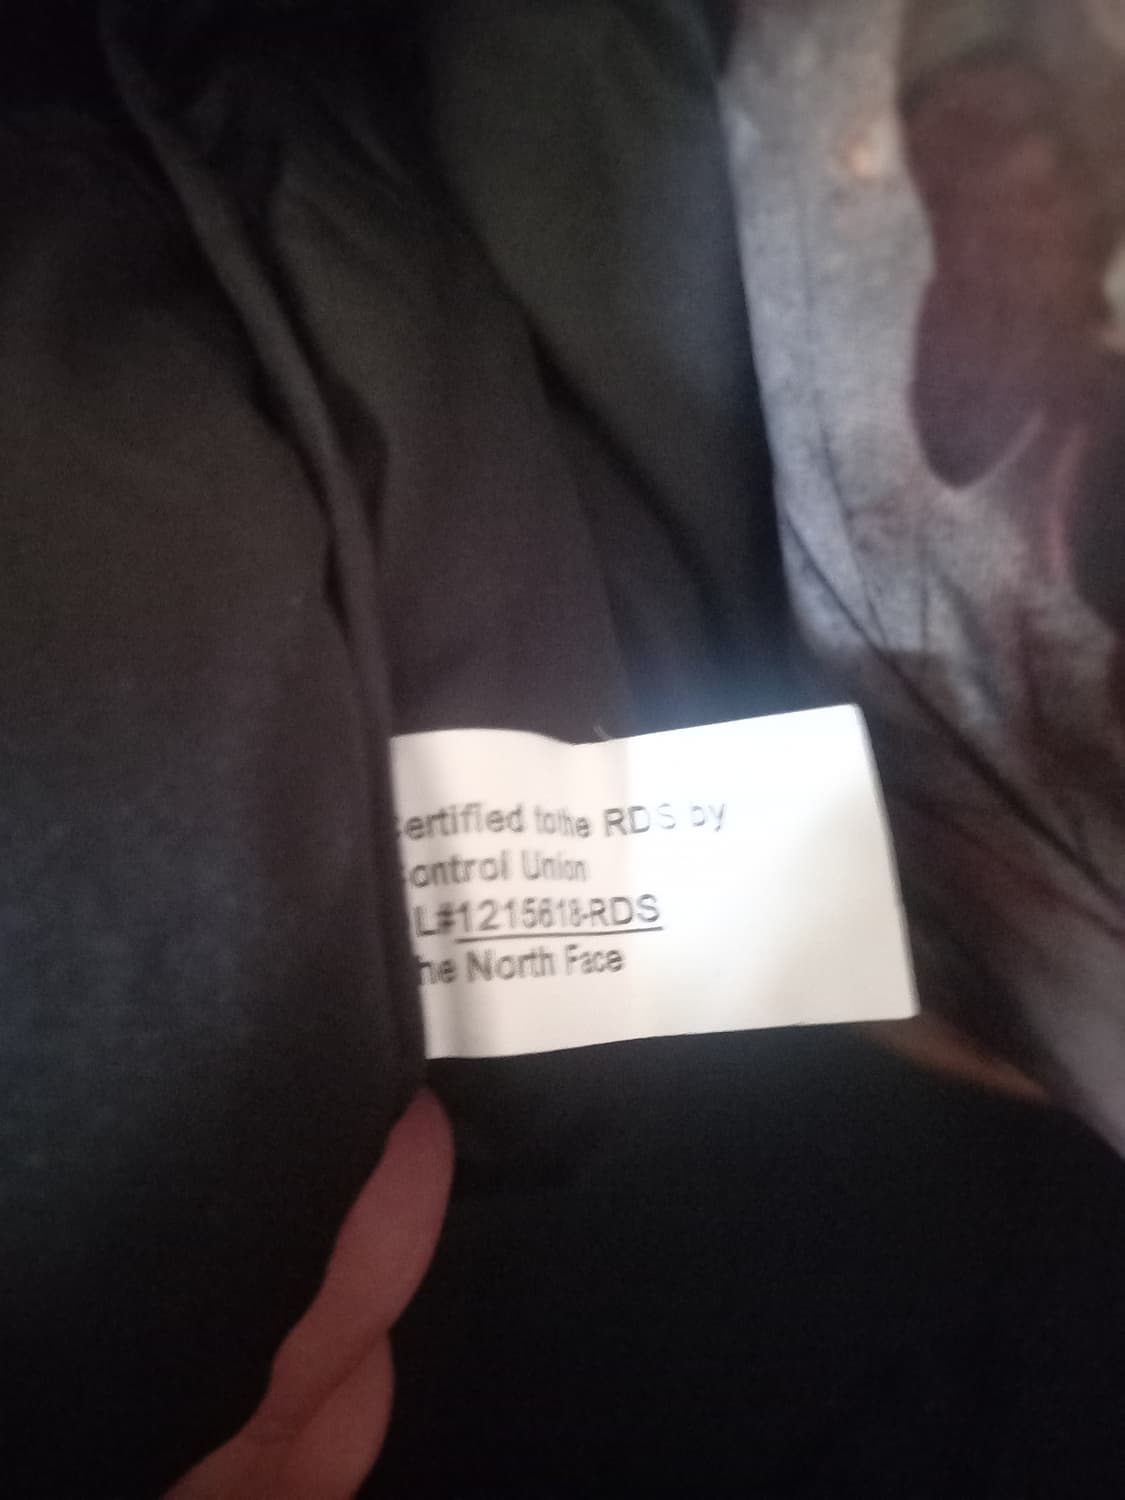 ertified to the RDS by
ontrol Union
L#1215618-RDS
he North Face